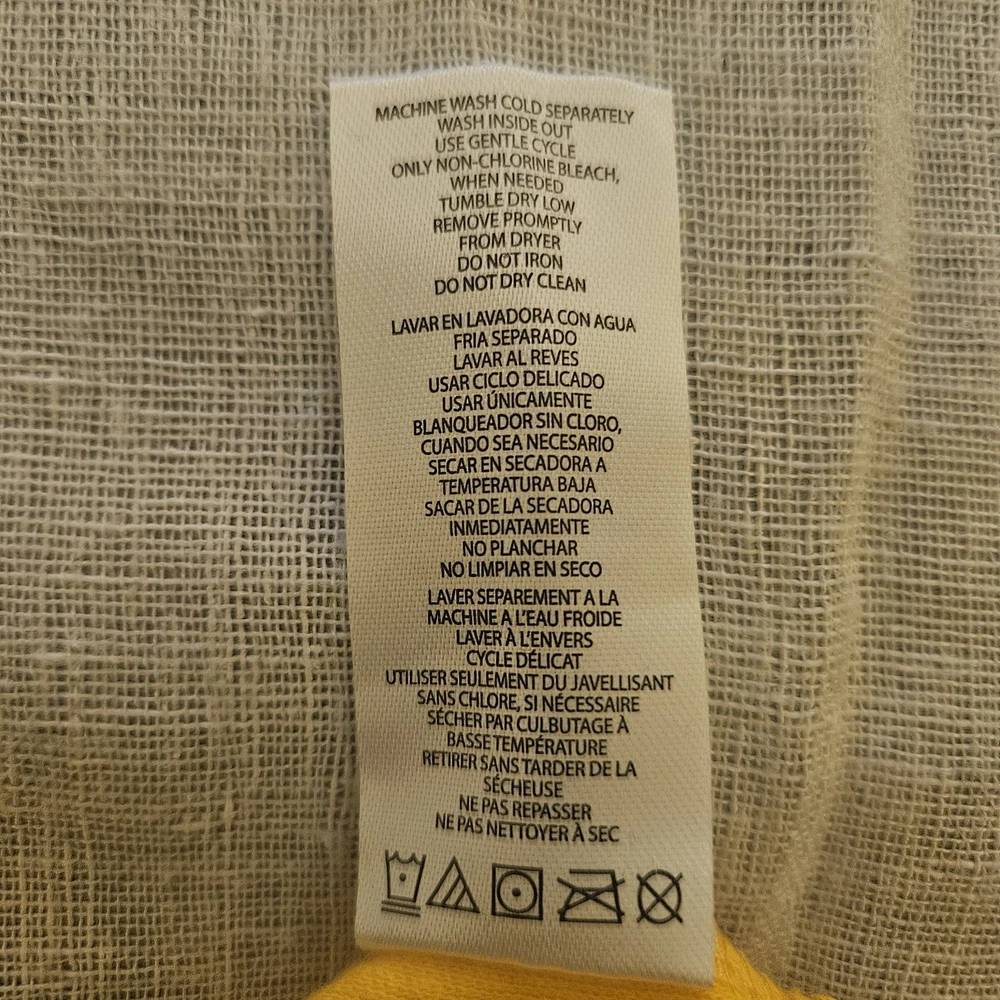 MACHINE WASH COLD SEPARATELY
WASH INSIDE OUT
USE GENTLE CYCLE
ONLY NON-CHLORINE BLEACH,
WHEN NEEDED
TUMBLE DRY LOW
REMOVE PROMPTLY
FROM DRYER
DO NOT IRON
DO NOT DRY CLEAN
LAVAR EN LAVADORA CON AGUA
FRIA SEPARADO
LAVAR AL REVES
USAR CICLO DELICADO
USAR ÚNICAMENTE
BLANQUEADOR SIN CLORO,
CUANDO SEA NECESARIO
SECAR EN SECADORA A
TEMPERATURA BAJA
SACAR DE LA SECADORA
INMEDIATAMENTE
NO PLANCHAR
NO LIMPIAR EN SECO
LAVER SEPAREMENT A LA
MACHINE A L'EAU FROIDE
LAVER À L'ENVERS
CYCLE DÉLICAT
UTILISER SEULEMENT DU JAVELLISANT
SANS CHLORE, SI NÉCESSAIRE
SÉCHER PAR CULBUTAGE À
BASSE TEMPÉRATURE
RETIRER SANS TARDER DE LA
SÉCHEUSE
NE PAS REPASSER
NE PAS NETTOYER À SEC